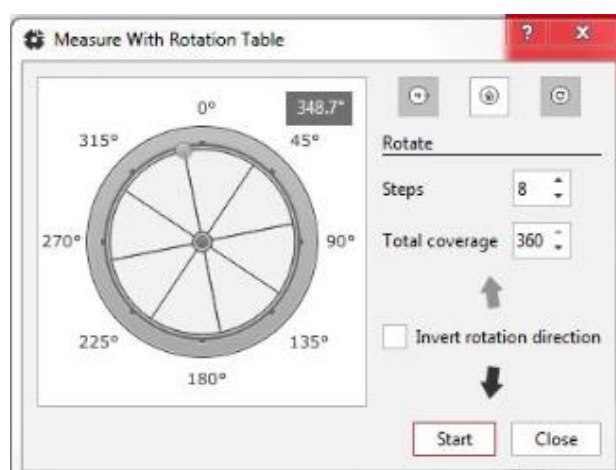 Measure With Rotation Table
?
348.7°
0°
45°
90°
135°
180°
225°
270°
315°
Rotate
Steps
8
Total coverage
360
Invert rotation direction
Start
Close